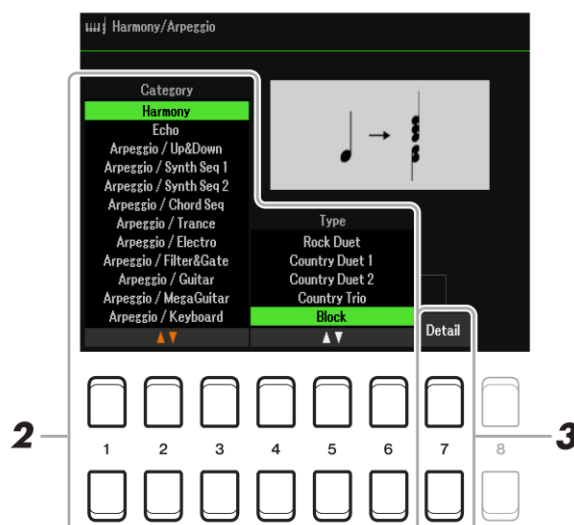 Harmony/Arpeggio
Category
Harmony
Echo
Arpeggio / Up&Down
Arpeggio / Synth Seq 1
Arpeggio / Synth Seq 2
Arpeggio / Chord Seq
Arpeggio / Trance
Arpeggio / Electro
Arpeggio / Filter&Gate
Arpeggio / Guitar
Arpeggio / MegaGuitar
Arpeggio / Keyboard
Type
Rock Duet
Country Duet 1
Country Duet 2
Country Trio
Block
Detail
2
1 2 3 4 5 6 7 8
3